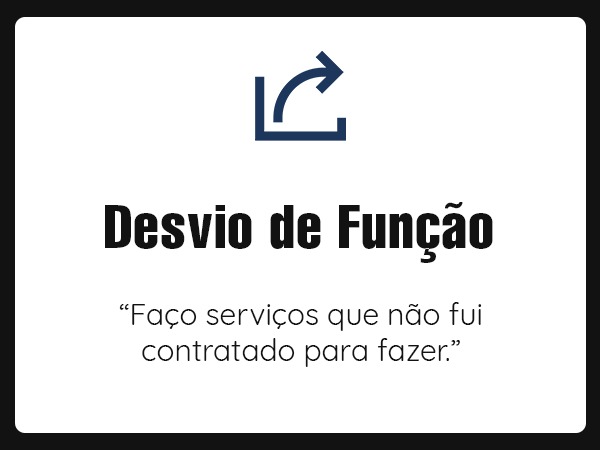 Desvio de Função
“Faço serviços que não fui
contratado para fazer.”